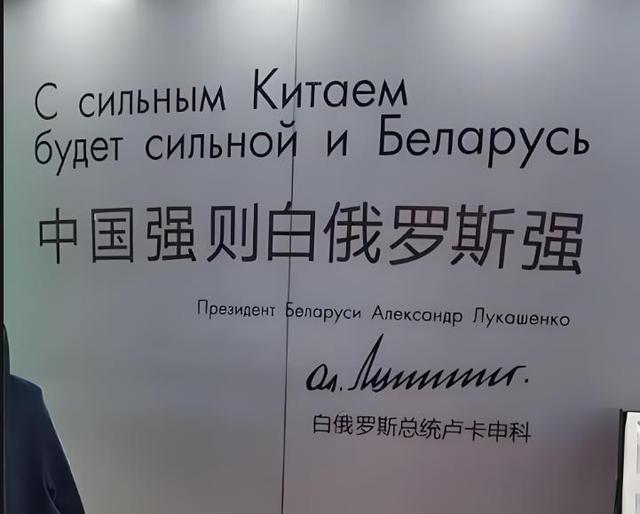 С сильным Китаем
будет сильной и Беларусь
中国强则白俄罗斯强
Президент Беларуси Александр Лукашенко
白俄罗斯总统卢卡申科